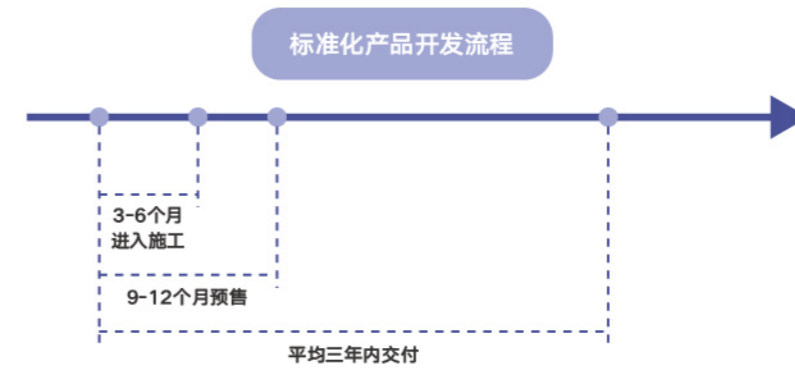 标准化产品开发流程
3-6个月
进入施工
9-12个月预售
平均三年内交付